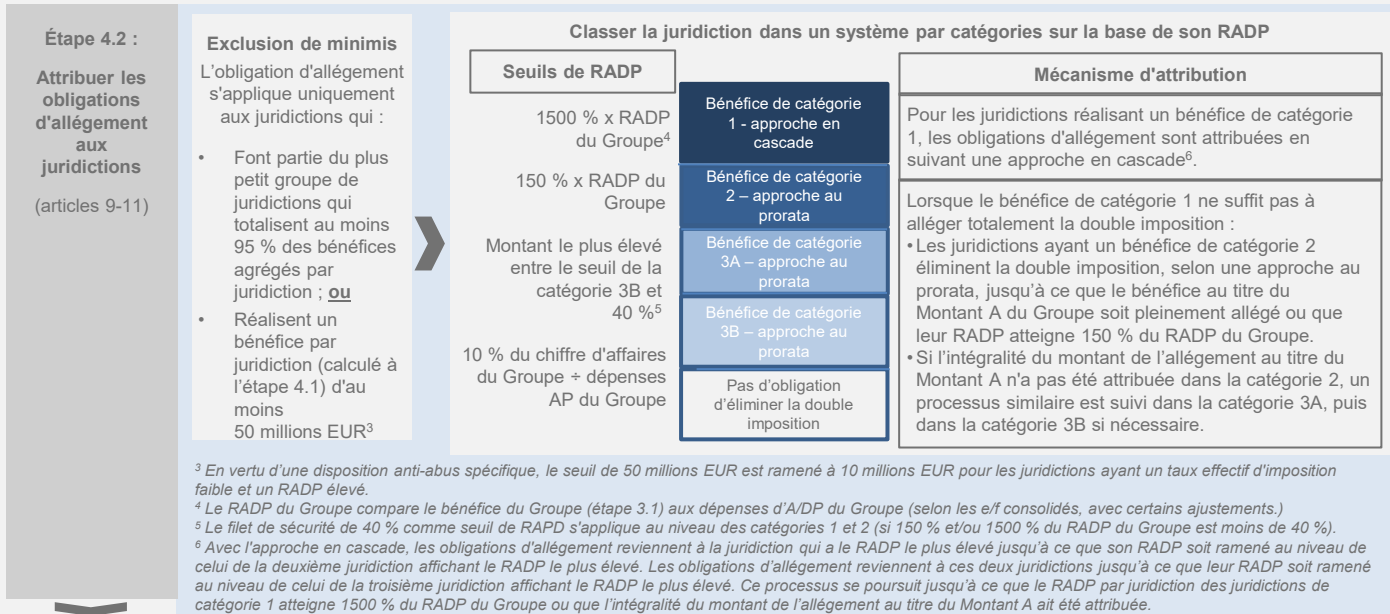 Étape 4.2 :
Attribuer les
obligations
d'allégement
aux
juridictions
(articles 9-11)
Exclusion de minimis
L'obligation d'allégement
s'applique uniquement
aux juridictions qui :
• Font partie du plus
petit groupe de
juridictions qui
totalisent au moins
95 % des bénéfices
agrégés par
juridiction ; ou
• Réalisent un
bénéfice par
juridiction (calculé à
l'étape 4.1) d'au
moins
50 millions EUR³
Classer la juridiction dans un système par catégories sur la base de son RADP
Seuils de RADP
1500 % x RADP
du Groupe⁴
150 % x RADP du
Groupe
Montant le plus élevé
entre le seuil de la
catégorie 3B et
40 %⁵
10 % du chiffre d'affaires
du Groupe ÷ dépenses
AP du Groupe
Bénéfice de catégorie
1 - approche en
cascade
Bénéfice de catégorie
2 – approche au
prorata
Bénéfice de catégorie
3A – approche au
prorata
Bénéfice de catégorie
3B – approche au
prorata
Pas d'obligation
d'éliminer la double
imposition
Mécanisme d'attribution
Pour les juridictions réalisant un bénéfice de catégorie
1, les obligations d'allégement sont attribuées en
suivant une approche en cascade⁶.
Lorsque le bénéfice de catégorie 1 ne suffit pas à
alléger totalement la double imposition :
• Les juridictions ayant un bénéfice de catégorie 2
éliminent la double imposition, selon une approche au
prorata, jusqu'à ce que le bénéfice au titre du
Montant A du Groupe soit pleinement allégé ou que
leur RADP atteigne 150 % du RADP du Groupe.
• Si l'intégralité du montant de l'allégement au titre du
Montant A n'a pas été attribuée dans la catégorie 2, un
processus similaire est suivi dans la catégorie 3A, puis
dans la catégorie 3B si nécessaire.
³ En vertu d'une disposition anti-abus spécifique, le seuil de 50 millions EUR est ramené à 10 millions EUR pour les juridictions ayant un taux effectif d'imposition
faible et un RADP élevé.
⁴ Le RADP du Groupe compare le bénéfice du Groupe (étape 3.1) aux dépenses d'A/DP du Groupe (selon les e/f consolidés, avec certains ajustements.)
⁵ Le filet de sécurité de 40 % comme seuil de RAPD s'applique au niveau des catégories 1 et 2 (si 150 % et/ou 1500 % du RADP du Groupe est moins de 40 %).
⁶ Avec l'approche en cascade, les obligations d'allégement reviennent à la juridiction qui a le RADP le plus élevé jusqu'à ce que son RADP soit ramené au niveau de
celui de la deuxième juridiction affichant le RADP le plus élevé. Les obligations d'allégement reviennent à ces deux juridictions jusqu'à ce que leur RADP soit ramené
au niveau de celui de la troisième juridiction affichant le RADP le plus élevé. Ce processus se poursuit jusqu'à ce que le RADP par juridiction des juridictions de
catégorie 1 atteigne 1500 % du RADP du Groupe ou que l'intégralité du montant de l'allégement au titre du Montant A ait été attribuée.